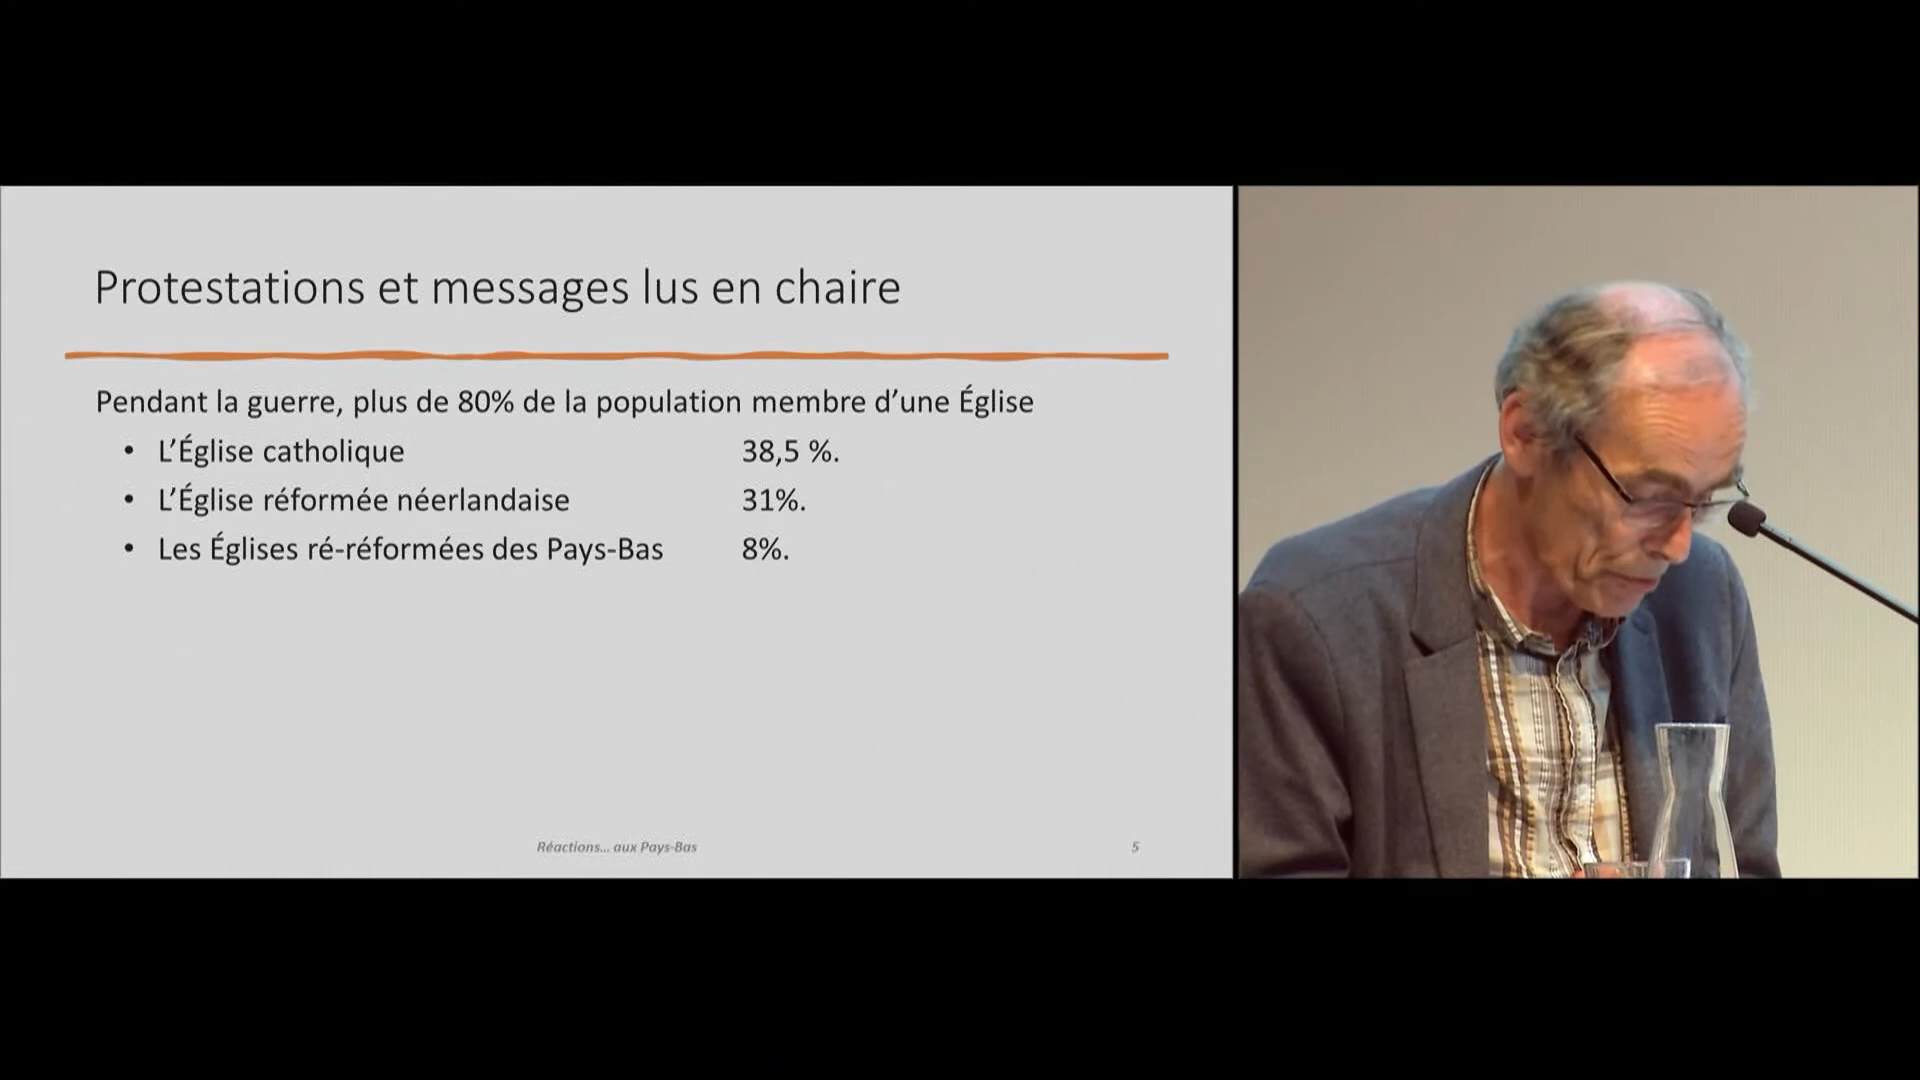 Protestations et messages lus en chaire
Pendant la guerre, plus de 80% de la population membre d’une Église
• L’Église catholique 38,5 %.
• L’Église réformée néerlandaise 31%.
• Les Églises ré-réformées des Pays-Bas 8%.
Réactions... aux Pays-Bas 5